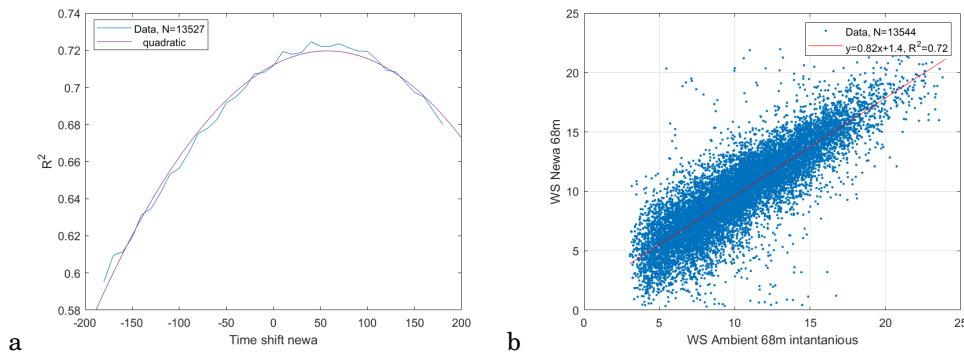 a
0.74
0.72
0.7
0.68
0.66
0.64
0.62
0.6
0.58
R²
-200 -150 -100 -50 0 50 100 150 200
Time shift newa
Data, N=13527
quadratic
b
25
20
15
10
5
0
WS Newa 68m
0 5 10 15 20 25
WS Ambient 68m intantanious
Data, N=13544
y=0.82x+1.4, R²=0.72